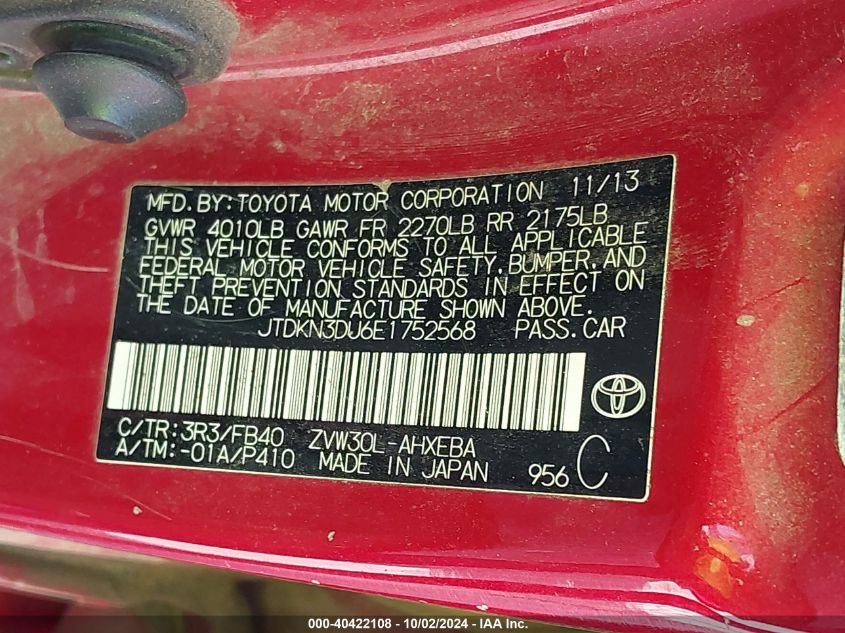 MFD. BY: TOYOTA MOTOR CORPORATION 11/13
GVWR 4010LB GAWR FR 2270LB RR 2175LB
THIS VEHICLE CONFORMS TO ALL APPLICABLE
FEDERAL MOTOR VEHICLE SAFETY, BUMPER, AND
THEFT PREVENTION STANDARDS IN EFFECT ON
THE DATE OF MANUFACTURE SHOWN ABOVE.
JTDKN3DU6E1752568 PASS. CAR
C/TR: 3R3/FB40 ZVW30L-AHXEBA
A/TM:-01A/P410 MADE IN JAPAN 956 C
000-40422108 - 10/02/2024 - IAA Inc.